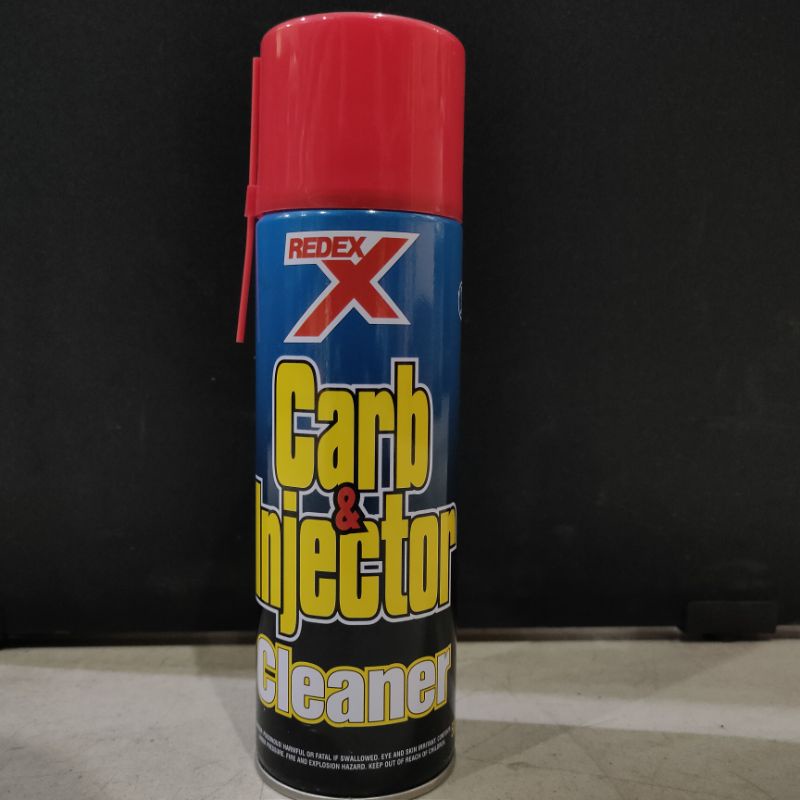 REDEX
X
Carb
&
Injector
Cleaner
HARMFUL OR FATAL IF SWALLOWED. EYE AND SKIN IRRITANT
PRESSURE. FIRE AND EXPLOSION HAZARD. KEEP OUT OF REACH OF CHILDREN.